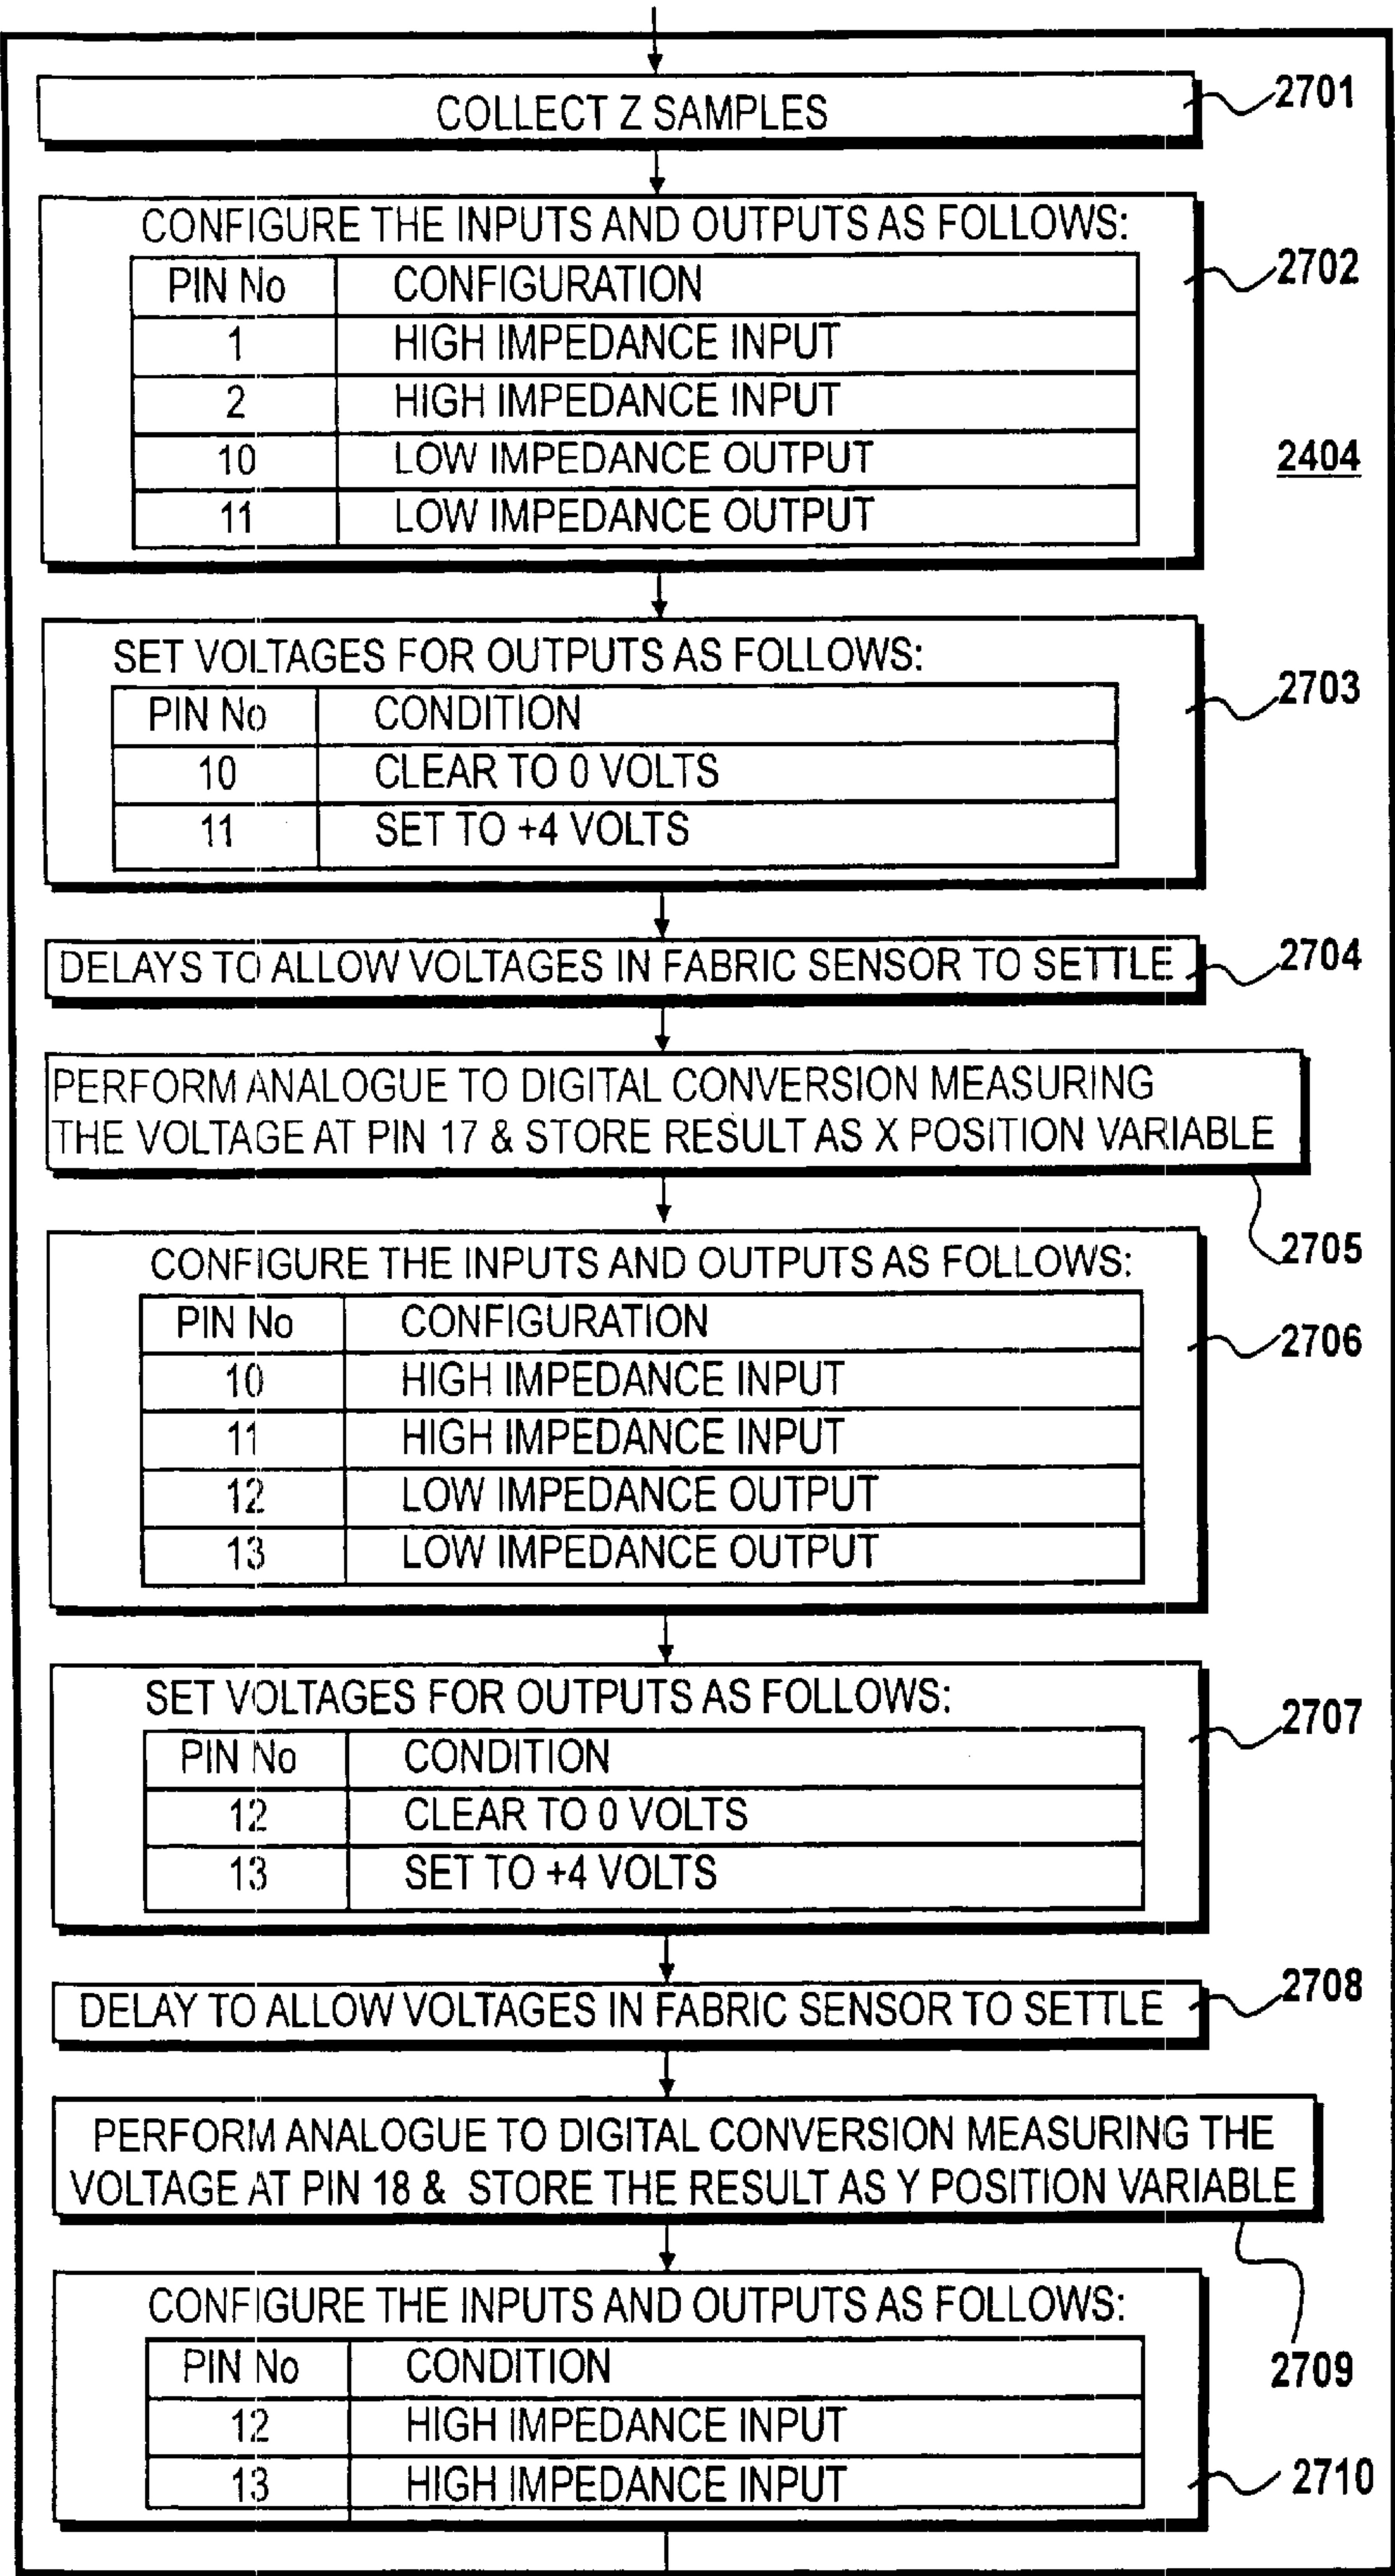 COLLECT Z SAMPLES
2701
CONFIGURE THE INPUTS AND OUTPUTS AS FOLLOWS:
2702
PIN No CONFIGURATION
1 HIGH IMPEDANCE INPUT
2 HIGH IMPEDANCE INPUT
10 LOW IMPEDANCE OUTPUT
11 LOW IMPEDANCE OUTPUT
2404
SET VOLTAGES FOR OUTPUTS AS FOLLOWS:
2703
PIN No CONDITION
10 CLEAR TO 0 VOLTS
11 SET TO +4 VOLTS
DELAYS TO ALLOW VOLTAGES IN FABRIC SENSOR TO SETTLE
2704
PERFORM ANALOGUE TO DIGITAL CONVERSION MEASURING
THE VOLTAGE AT PIN 17 & STORE RESULT AS X POSITION VARIABLE
2705
CONFIGURE THE INPUTS AND OUTPUTS AS FOLLOWS:
2706
PIN No CONFIGURATION
10 HIGH IMPEDANCE INPUT
11 HIGH IMPEDANCE INPUT
12 LOW IMPEDANCE OUTPUT
13 LOW IMPEDANCE OUTPUT
SET VOLTAGES FOR OUTPUTS AS FOLLOWS:
2707
PIN No CONDITION
12 CLEAR TO 0 VOLTS
13 SET TO +4 VOLTS
DELAY TO ALLOW VOLTAGES IN FABRIC SENSOR TO SETTLE
2708
PERFORM ANALOGUE TO DIGITAL CONVERSION MEASURING THE
VOLTAGE AT PIN 18 & STORE THE RESULT AS Y POSITION VARIABLE
2709
CONFIGURE THE INPUTS AND OUTPUTS AS FOLLOWS:
PIN No CONDITION
12 HIGH IMPEDANCE INPUT
13 HIGH IMPEDANCE INPUT
2710